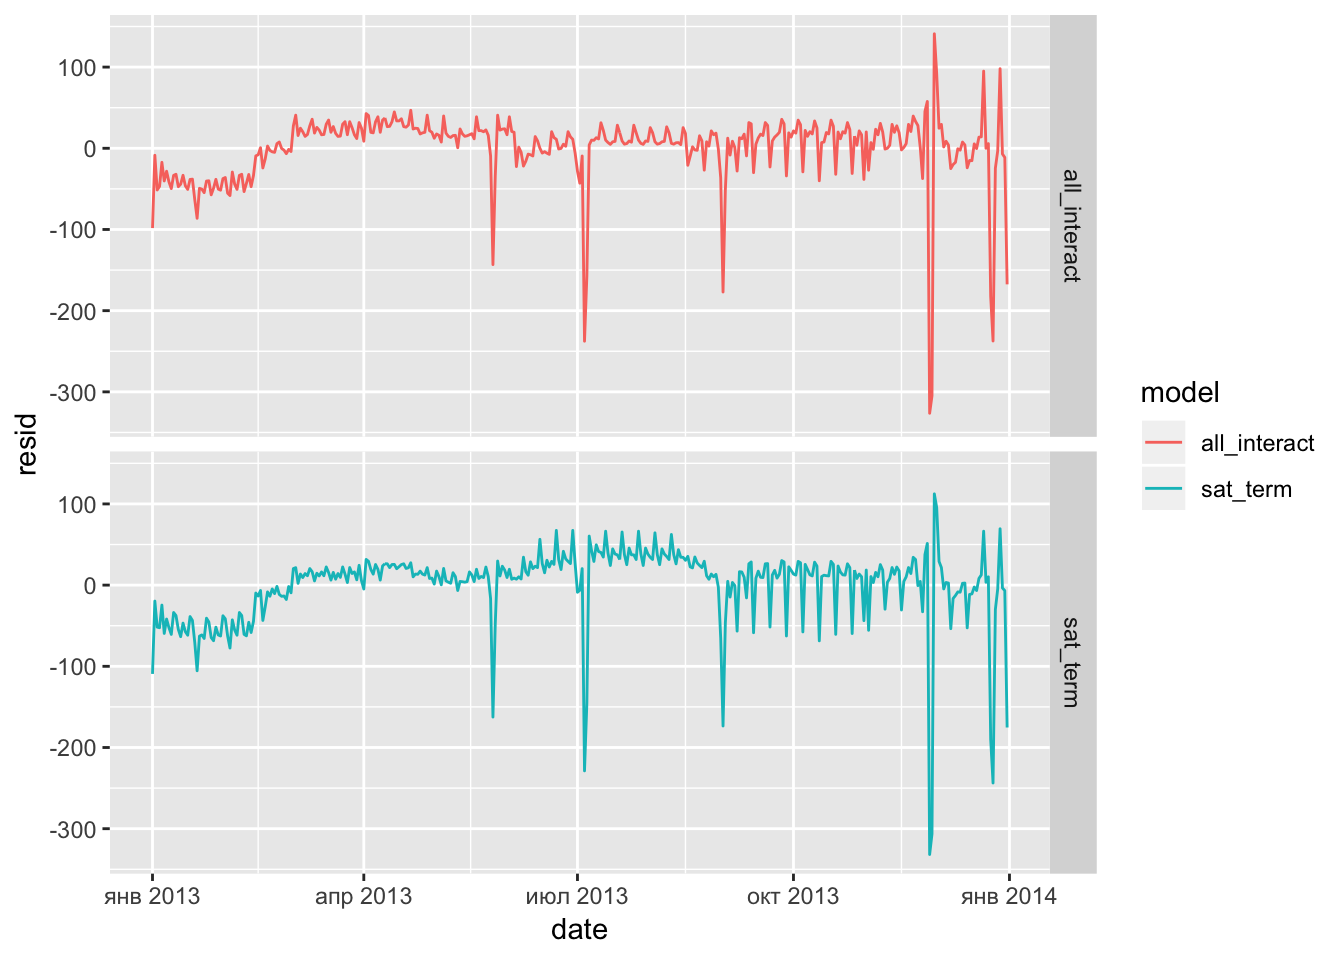 100
0
-100
-200
-300
all_interact
100
0
-100
-200
-300
sat_term
resid
янв 2013
апр 2013
июл 2013
окт 2013
янв 2014
date
model
all_interact
sat_term